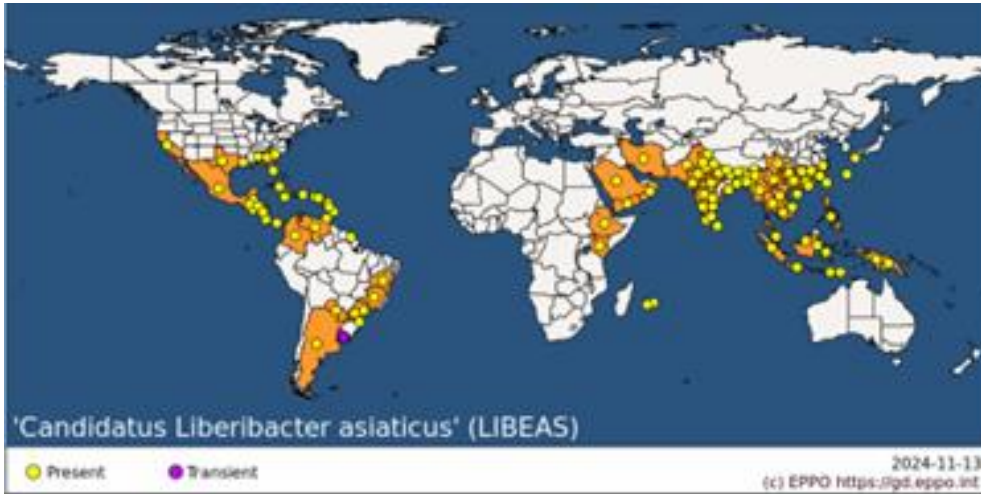 'Candidatus Liberibacter asiaticus' (LIBEAS)
Present
Transient
2024-11-13
(c) EPPO https://gd.eppo.int